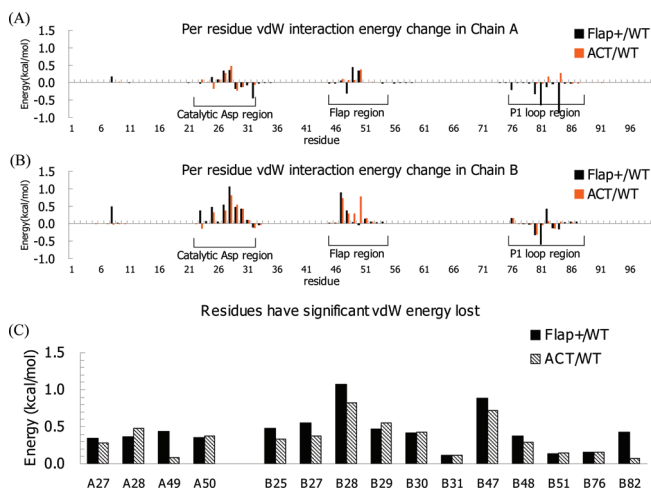 (A)
Per residue vdW interaction energy change in Chain A
Energy(kcal/mol)
1.5
1.0
0.5
0.0
-0.5
-1.0
Flap+/WT
ACT/WT
Catalytic Asp region
Flap region
P1 loop region
1 6 11 16 21 26 31 36 41 46 51 56 61 66 71 76 81 86 91 96
residue
(B)
Per residue vdW interaction energy change in Chain B
Energy(kcal/mol)
1.5
1.0
0.5
0.0
-0.5
-1.0
Flap+/WT
ACT/WT
Catalytic Asp region
Flap region
P1 loop region
1 6 11 16 21 26 31 36 41 46 51 56 61 66 71 76 81 86 91 96
residue
Residues have significant vdW energy lost
(C)
Energy (kcal/mol)
1.5
1.0
0.5
0.0
Flap+/WT
ACT/WT
A27 A28 A49 A50 B25 B27 B28 B29 B30 B31 B47 B48 B51 B76 B82